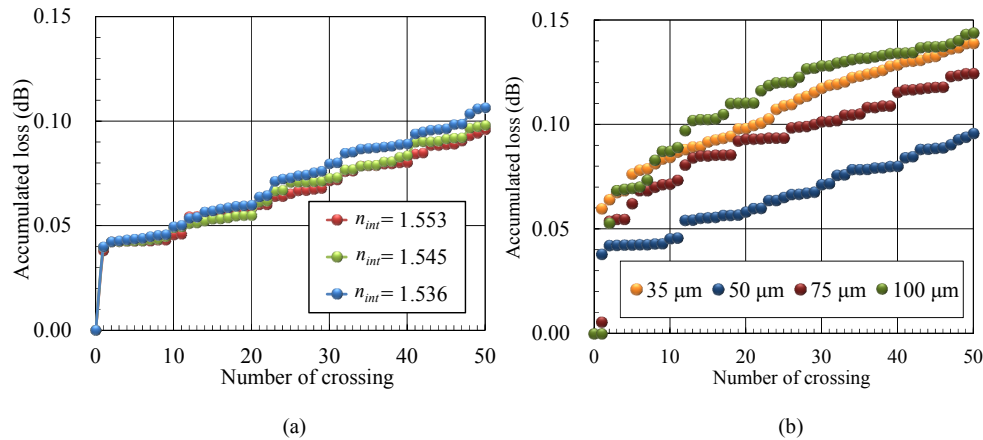 (a)
0.15
0.10
0.05
0.00
Accumulated loss (dB)
0 10 20 30 40 50
Number of crossing
n_int = 1.553
n_int = 1.545
n_int = 1.536
(a)
(b)
0.15
0.10
0.05
0.00
Accumulated loss (dB)
0 10 20 30 40 50
Number of crossing
35 μm 50 μm 75 μm 100 μm
(b)